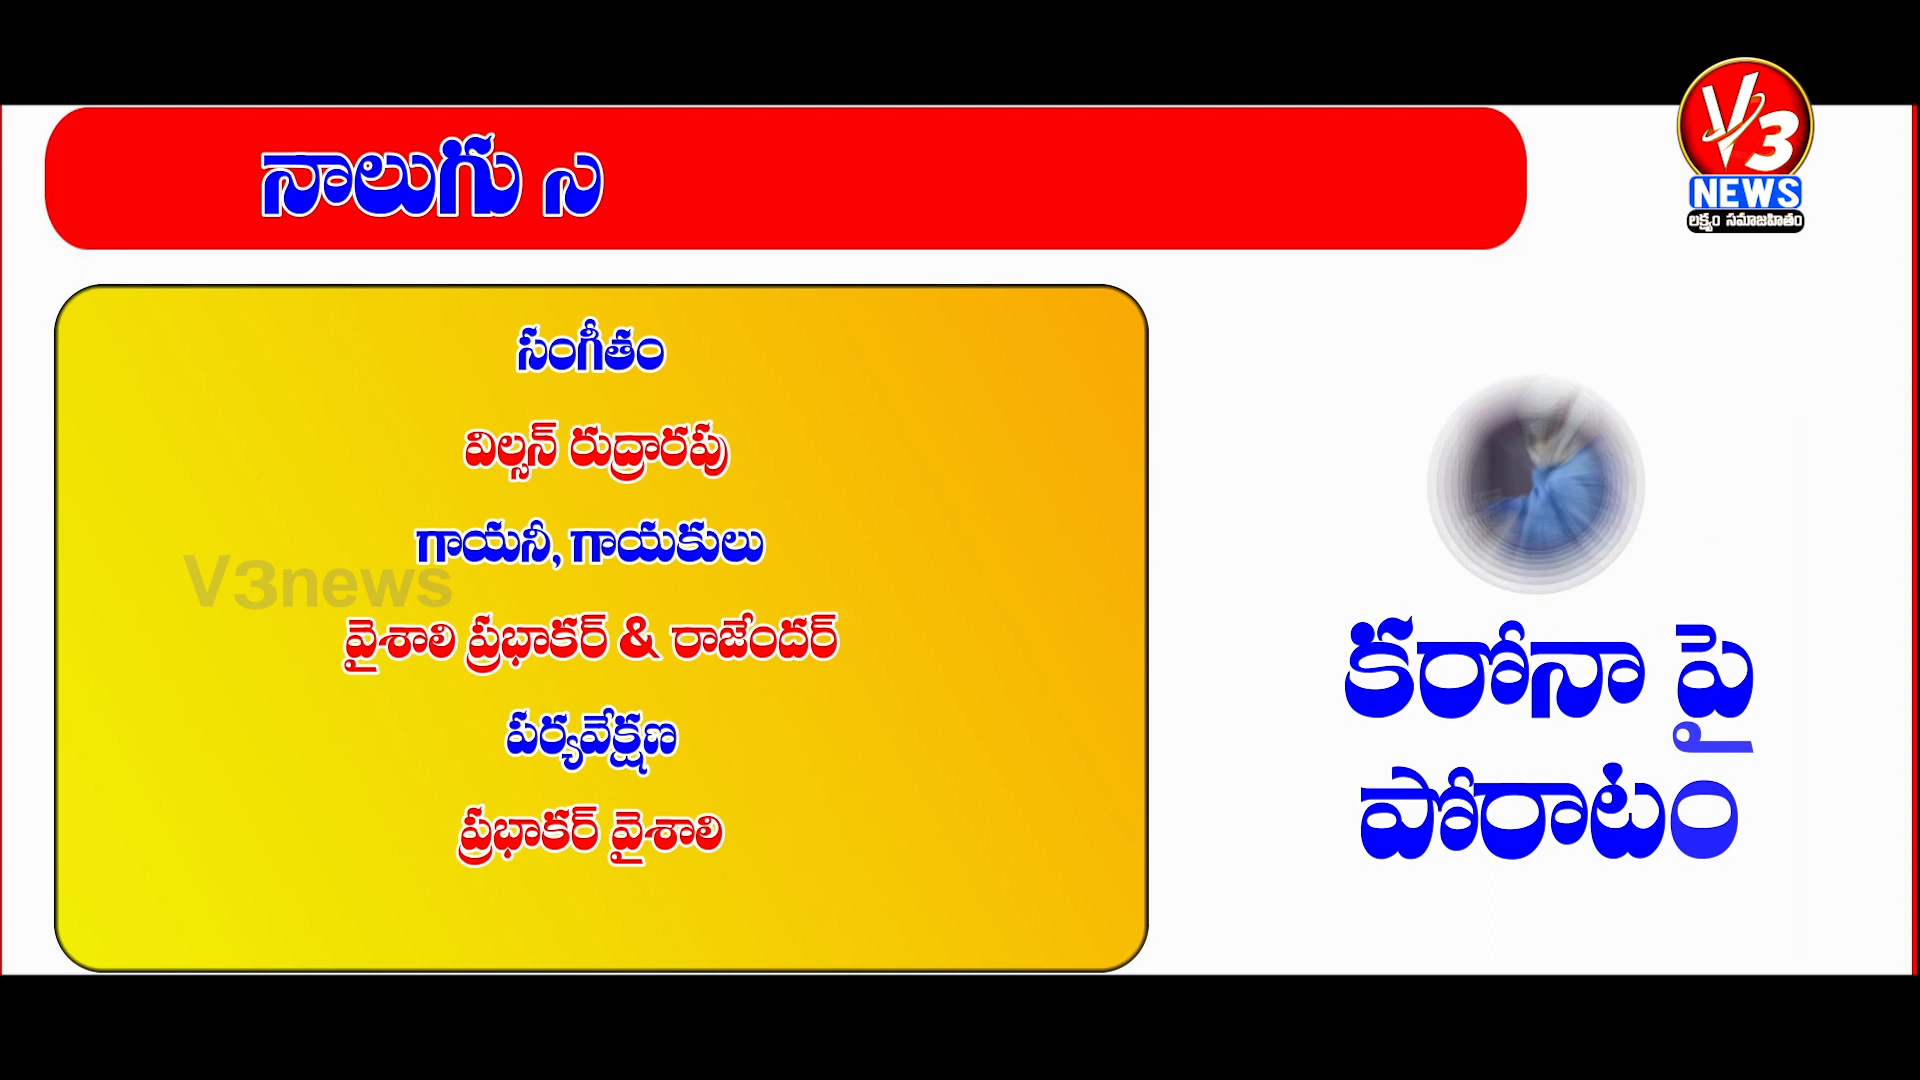 నాలుగు
V3
NEWS
లక్ష్యం సమాజహితం
సంగీతం
విల్సన్ రుద్రారపు
గాయనీ, గాయకులు
V3news
వైశాలి ప్రభాకర్ & రాజేందర్
పర్యవేక్షణ
ప్రభాకర్ వైశాలి
కరోనా పై
పోరాటం